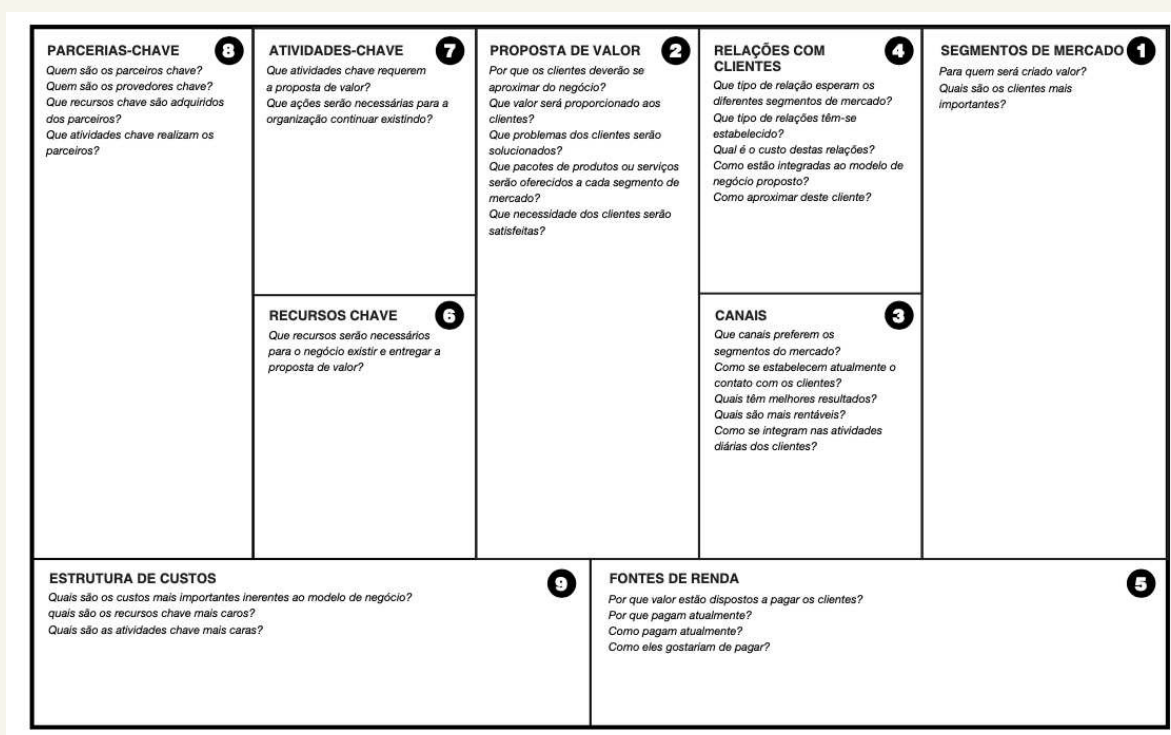 PARCERIAS-CHAVE
8
Quem são os parceiros chave?
Quem são os provedores chave?
Que recursos chave são adquiridos
dos parceiros?
Que atividades chave realizam os
parceiros?
ATIVIDADES-CHAVE
7
Que atividades chave requerem
a proposta de valor?
Que ações serão necessárias para a
organização continuar existindo?
RECURSOS CHAVE
6
Que recursos serão necessários
para o negócio existir e entregar a
proposta de valor?
PROPOSTA DE VALOR
2
Por que os clientes deverão se
aproximar do negócio?
Que valor será proporcionado aos
clientes?
Que problemas dos clientes serão
solucionados?
Que pacotes de produtos ou serviços
serão oferecidos a cada segmento de
mercado?
Que necessidade dos clientes serão
satisfeitas?
RELAÇÕES COM
CLIENTES
4
Que tipo de relação esperam os
diferentes segmentos de mercado?
Que tipo de relações têm-se
estabelecido?
Qual é o custo destas relações?
Como estão integradas ao modelo de
negócio proposto?
Como aproximar deste cliente?
CANAIS
3
Que canais preferem os
segmentos do mercado?
Como se estabelecem atualmente o
contato com os clientes?
Quais têm melhores resultados?
Quais são mais rentáveis?
Como se integram nas atividades
diárias dos clientes?
SEGMENTOS DE MERCADO
1
Para quem será criado valor?
Quais são os clientes mais
importantes?
ESTRUTURA DE CUSTOS
9
Quais são os custos mais importantes inerentes ao modelo de negócio?
quais são os recursos chave mais caros?
Quais são as atividades chave mais caras?
FONTES DE RENDA
5
Por que valor estão dispostos a pagar os clientes?
Por que pagam atualmente?
Como pagam atualmente?
Como eles gostariam de pagar?